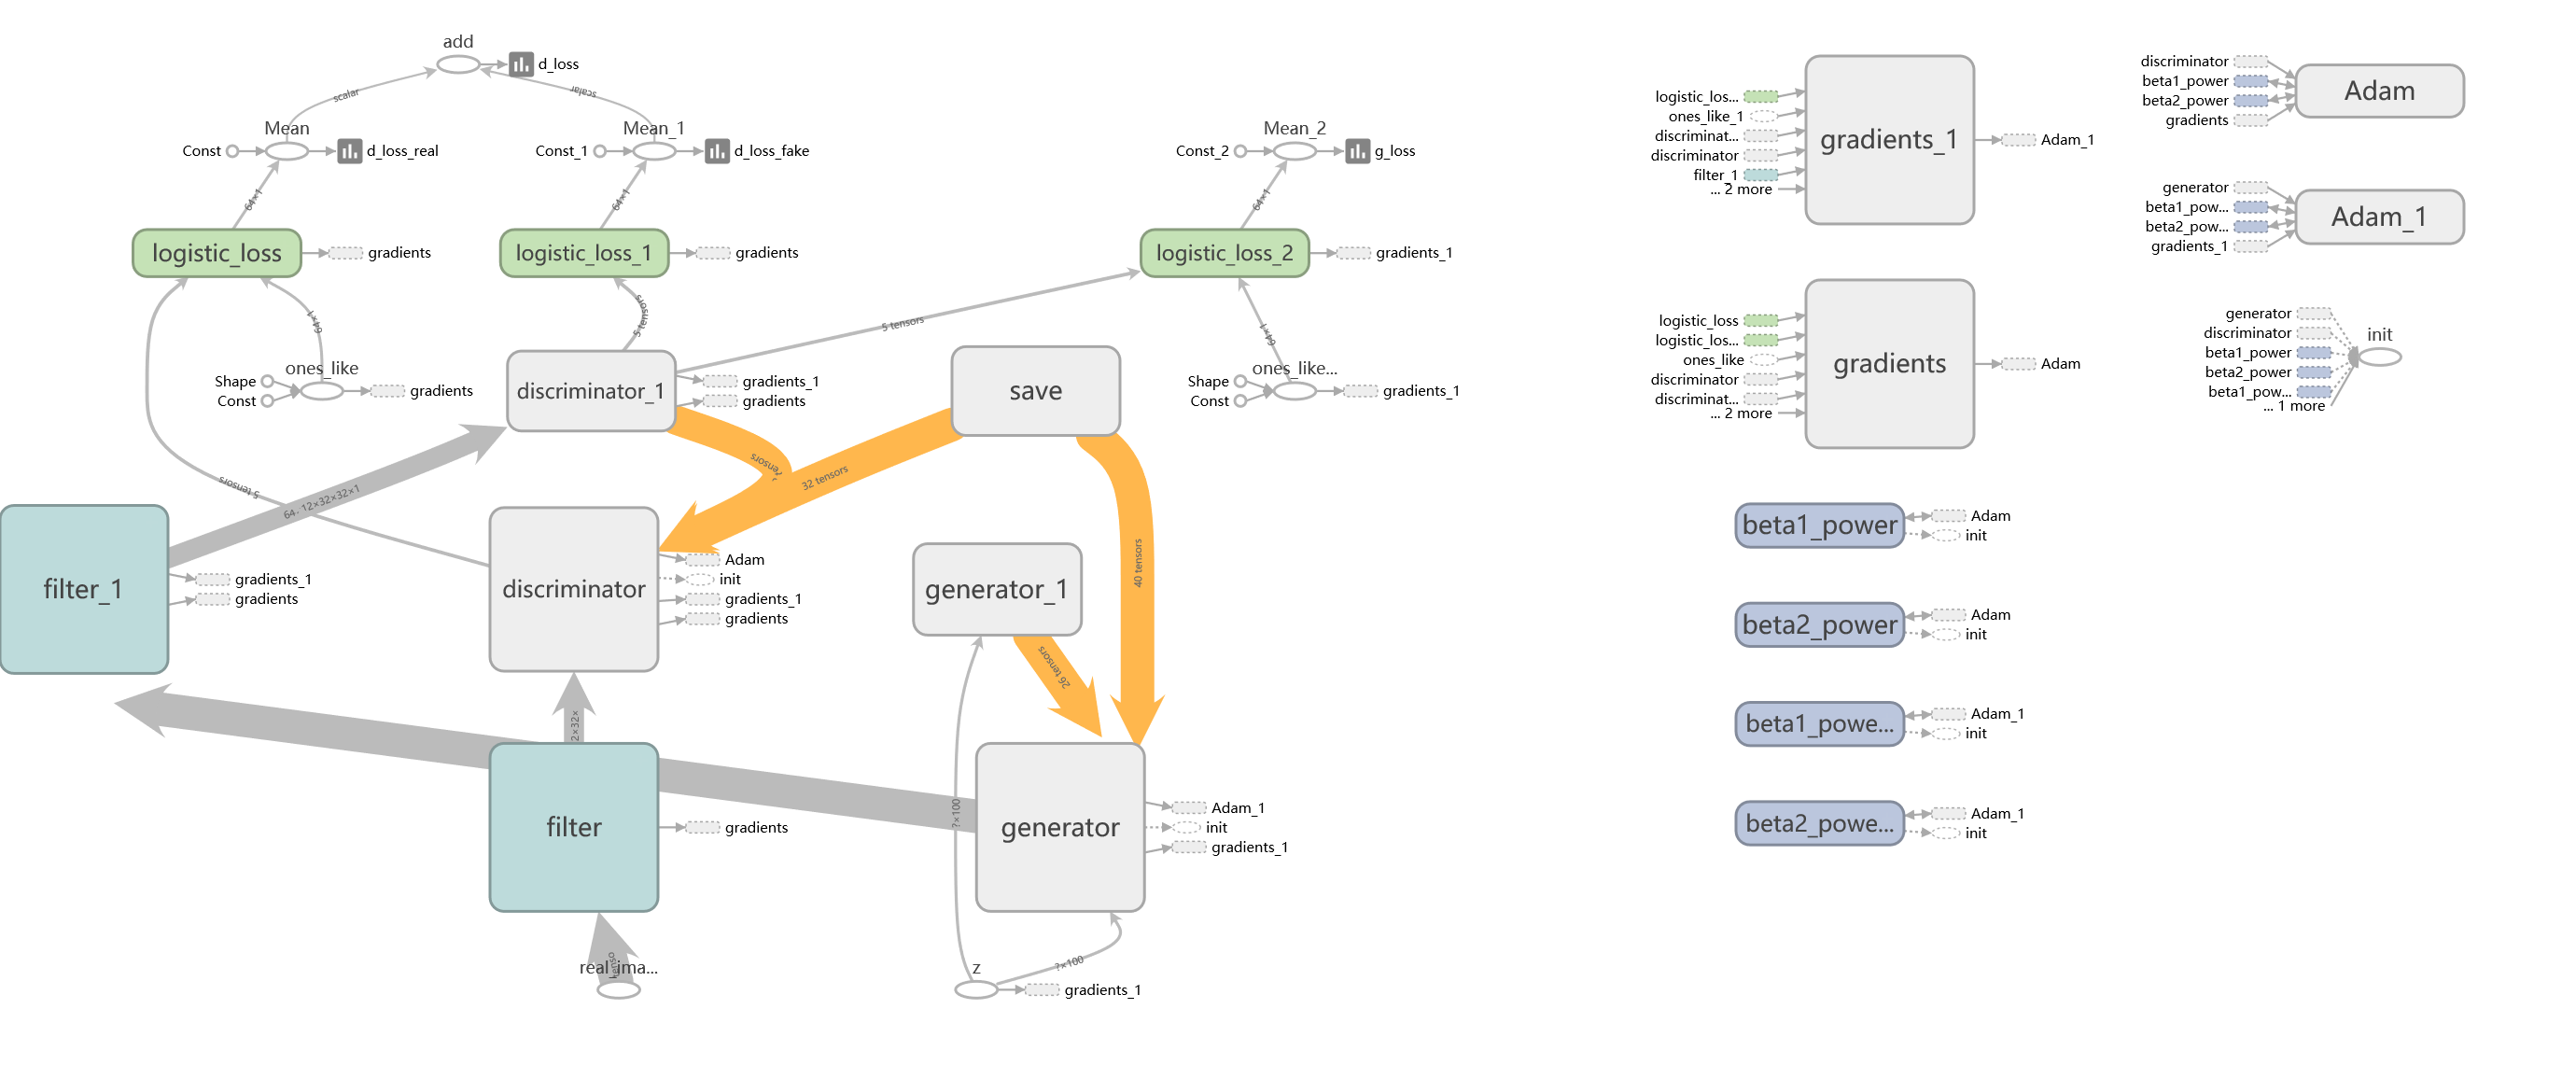 add
d_loss
scalar
scalar
Mean
Const
d_loss_real
Mean_1
Const_1
d_loss_fake
Mean_2
Const_2
g_loss
64×1
64×1
64×1
logistic_loss
gradients
logistic_loss_1
gradients
logistic_loss_2
gradients_1
64×1
5 tensors
5 tensors
64×1
ones_like
Shape
Const
gradients
discriminator_1
gradients_1
gradients
save
ones_like...
Shape
Const
gradients_1
5 tensors
tensors
32 tensors
40 tensors
filter_1
gradients_1
gradients
discriminator
Adam
init
gradients_1
gradients
generator_1
26 tensors
?×100
filter
gradients
generator
Adam_1
init
gradients_1
real_ima...
z
?×100
gradients_1
logistic_los...
ones_like_1
discriminat...
discriminator
filter_1
... 2 more
gradients_1
Adam_1
logistic_loss
logistic_los...
ones_like
discriminator
discriminat...
... 2 more
gradients
Adam
discriminator
beta1_power
beta2_power
gradients
Adam
generator
beta1_pow...
beta2_pow...
gradients_1
Adam_1
generator
discriminator
beta1_power
beta2_power
beta1_pow...
... 1 more
init
beta1_power
Adam
init
beta2_power
Adam
init
beta1_powe...
Adam_1
init
beta2_powe...
Adam_1
init